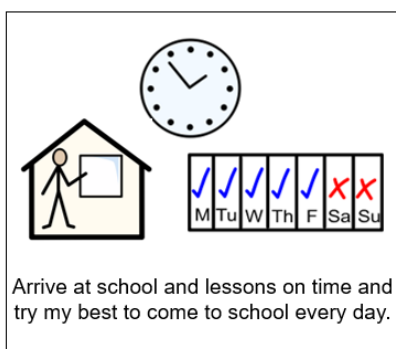 M Tu W Th F Sa Su
Arrive at school and lessons on time and
try my best to come to school every day.